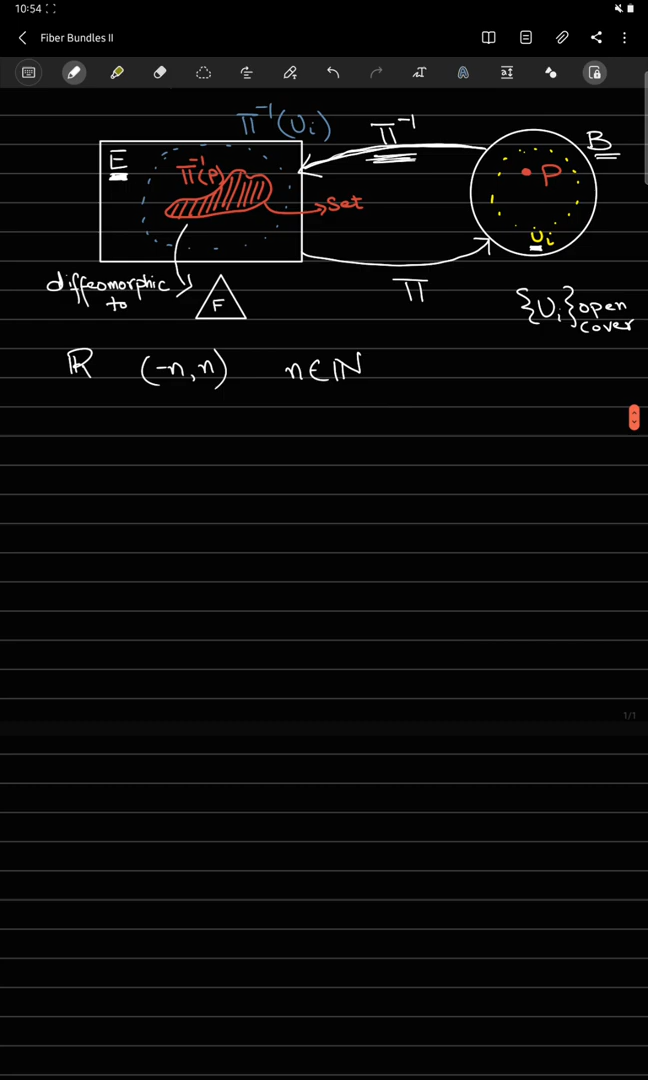 10:54
Fiber Bundles II
π⁻¹(Ui)
π⁻¹
B
E
π⁻¹(P)
P
Set
Ui
diffeomorphic
to
F
π
{Ui} open
cover
ℝ (-n, n) n∈ℕ
1/1